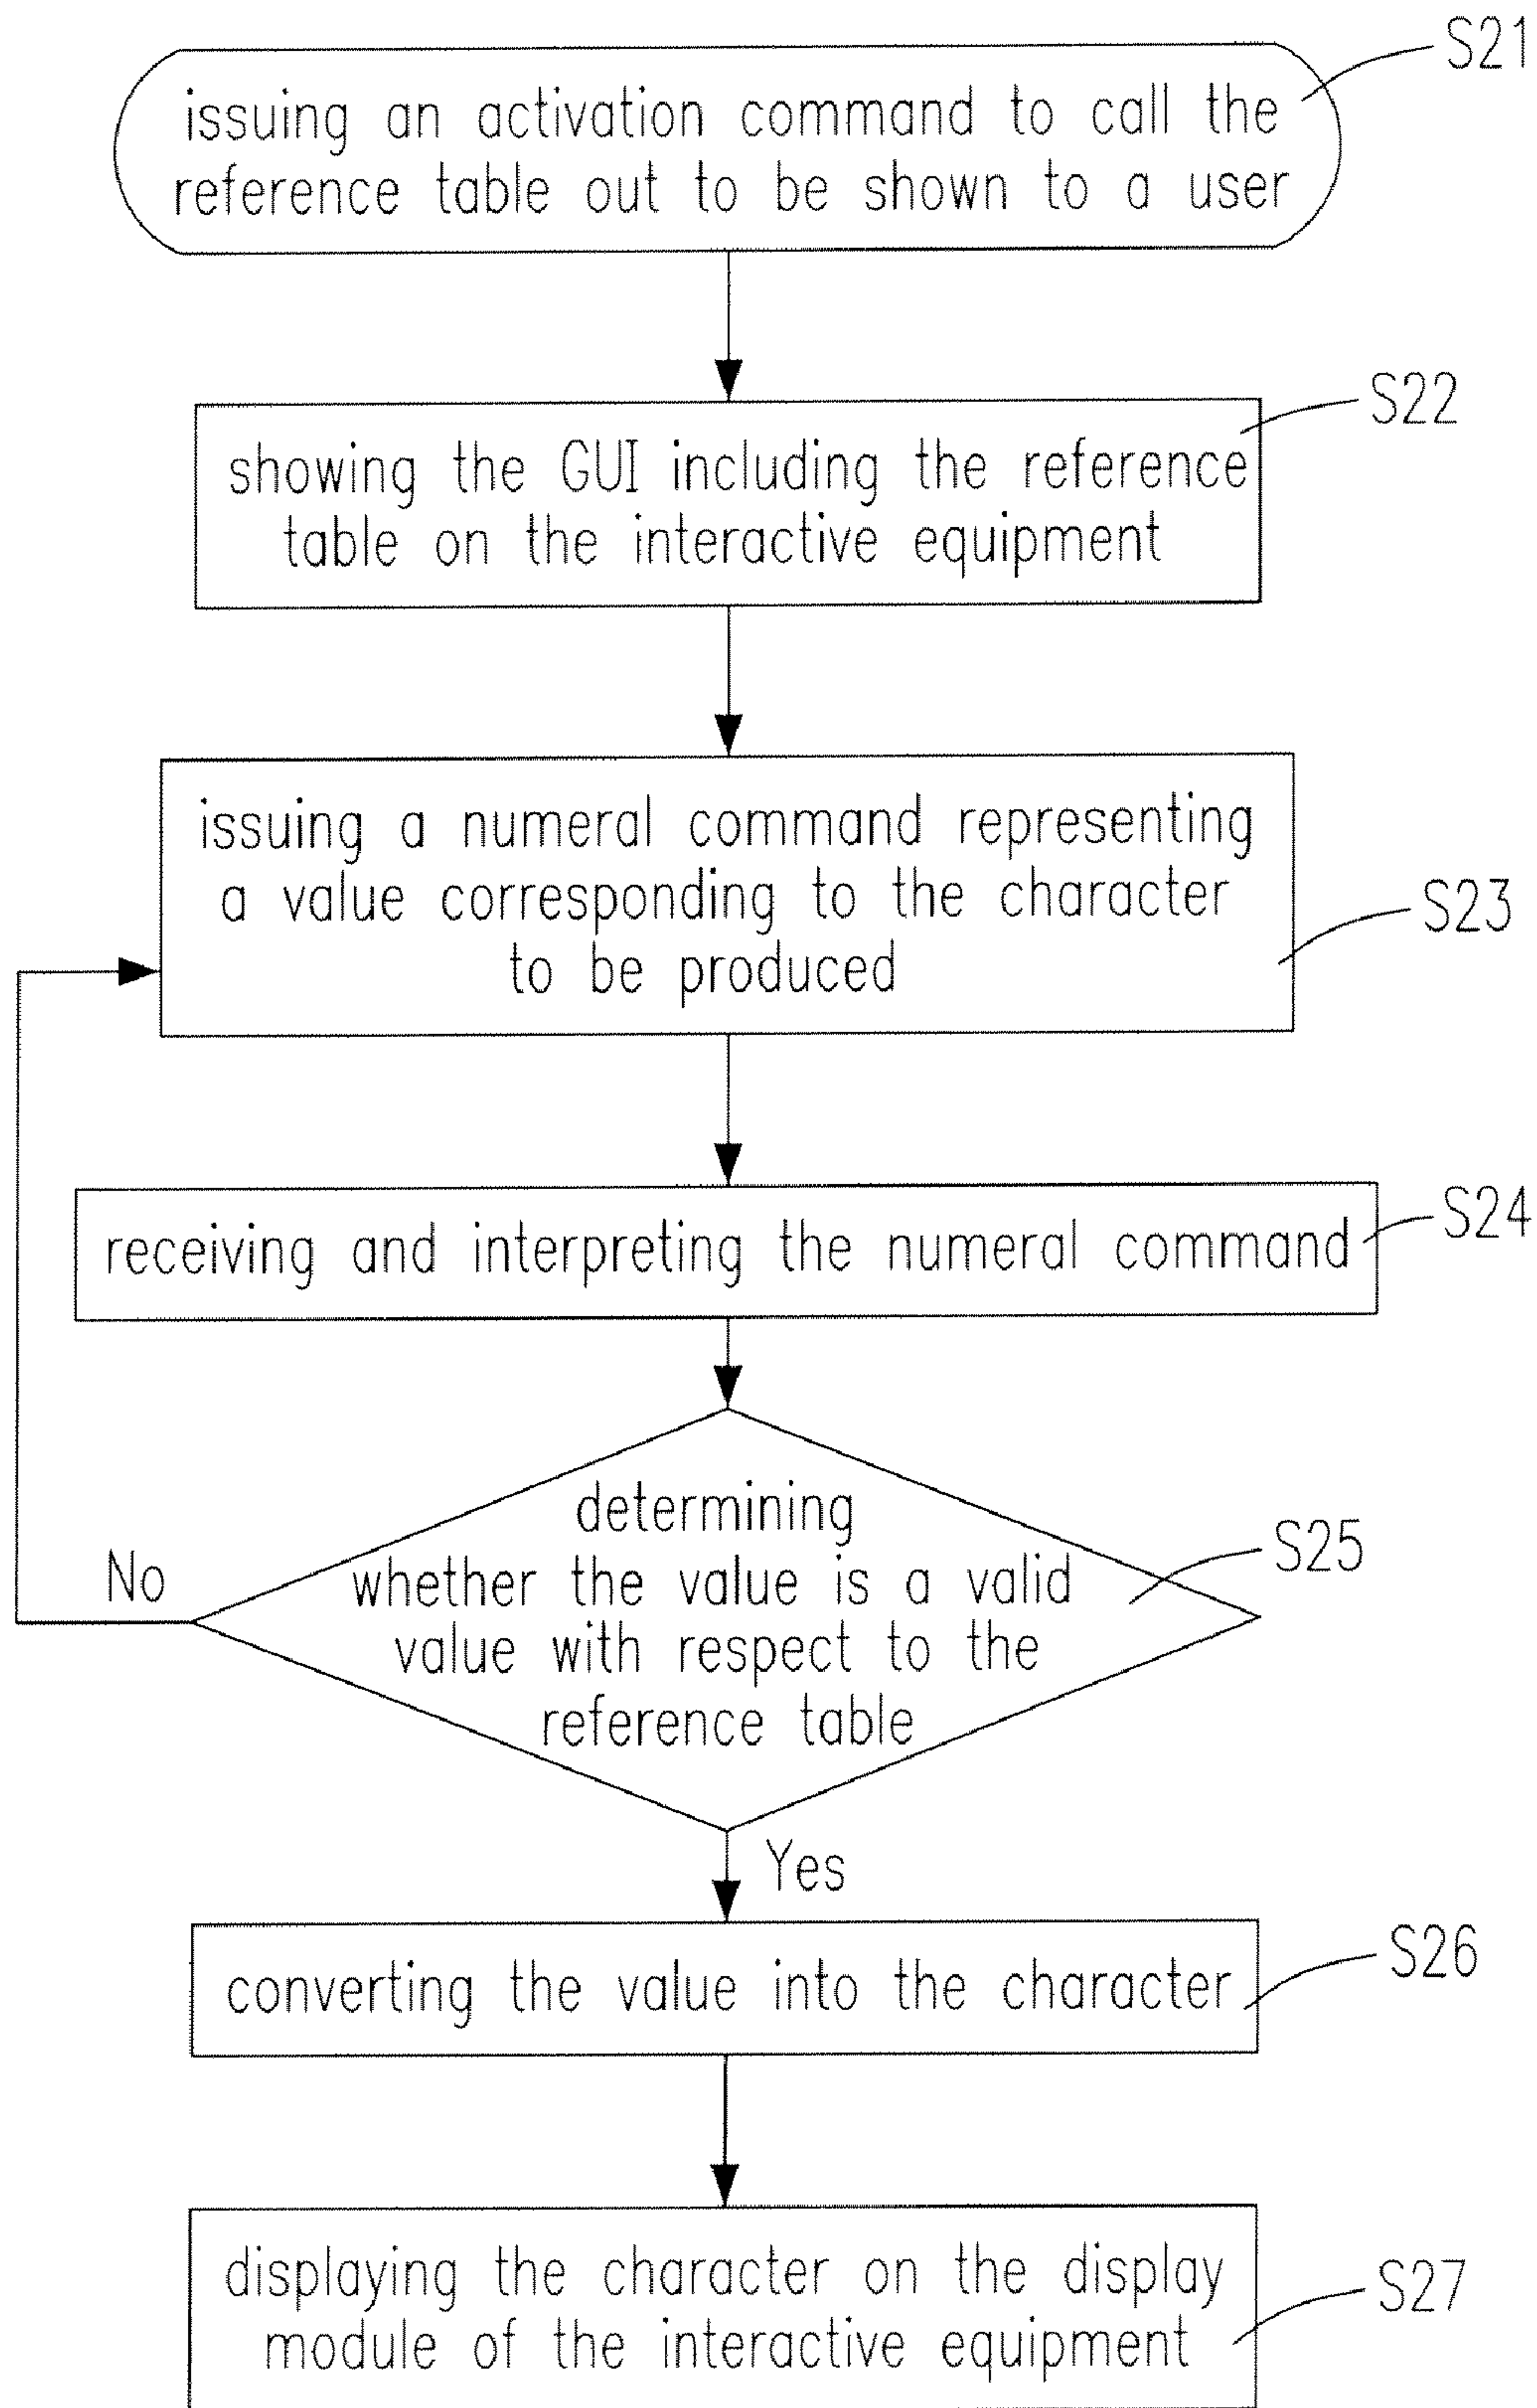 S21
issuing an activation command to call the
reference table out to be shown to a user
S22
showing the GUI including the reference
table on the interactive equipment
issuing a numeral command representing
a value corresponding to the character
to be produced
S23
S24
receiving and interpreting the numeral command
determining
whether the value is a valid
value with respect to the
reference table
S25
No
Yes
converting the value into the character
S26
displaying the character on the display
module of the interactive equipment
S27